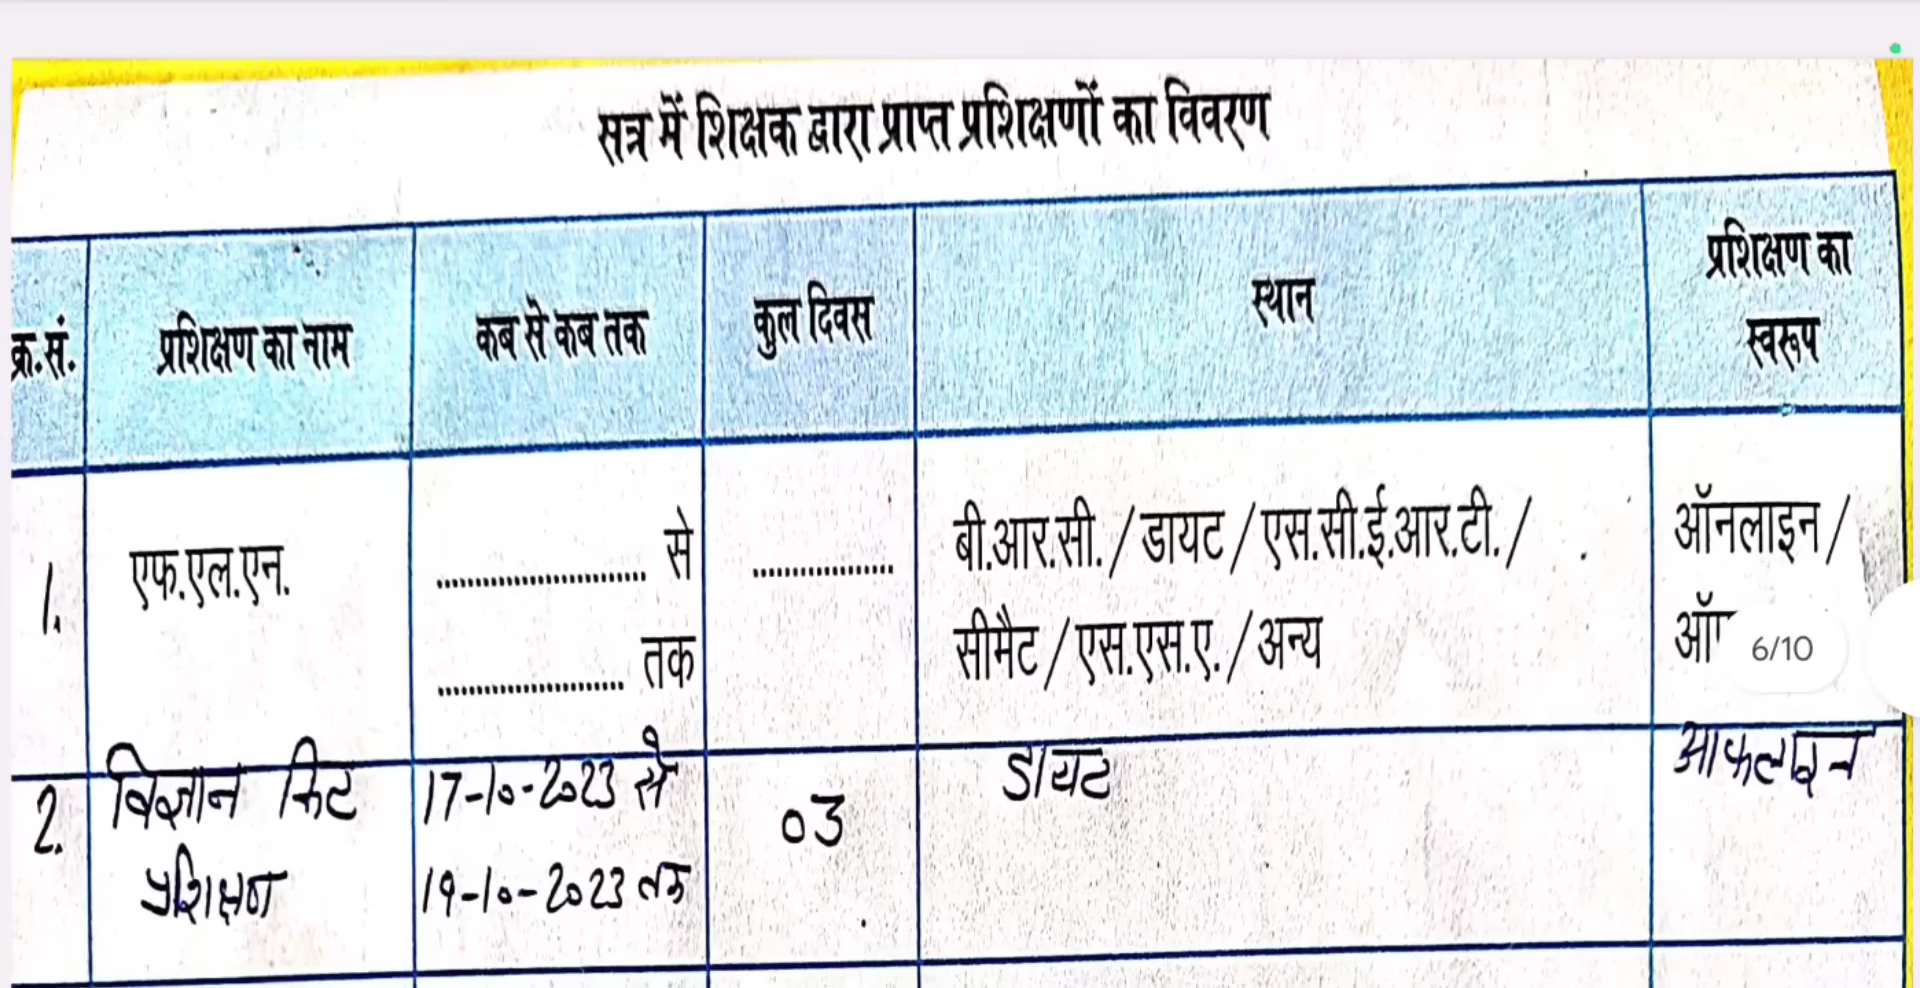 सत्र में शिक्षक द्वारा प्राप्त प्रशिक्षणों का विवरण
क्र.सं. प्रशिक्षण का नाम कब से कब तक कुल दिवस स्थान प्रशिक्षण का स्वरूप
1. एफ.एल.एन. .................... से ............... बी.आर.सी. / डायट / एस.सी.ई.आर.टी. / ऑनलाइन /
.................... तक सीमैट / एस.एस.ए. / अन्य
6/10
2. विज्ञान किट 17-10-2023 से 03 डायट आफलाइन
प्रशिक्षण 19-10-2023 तक